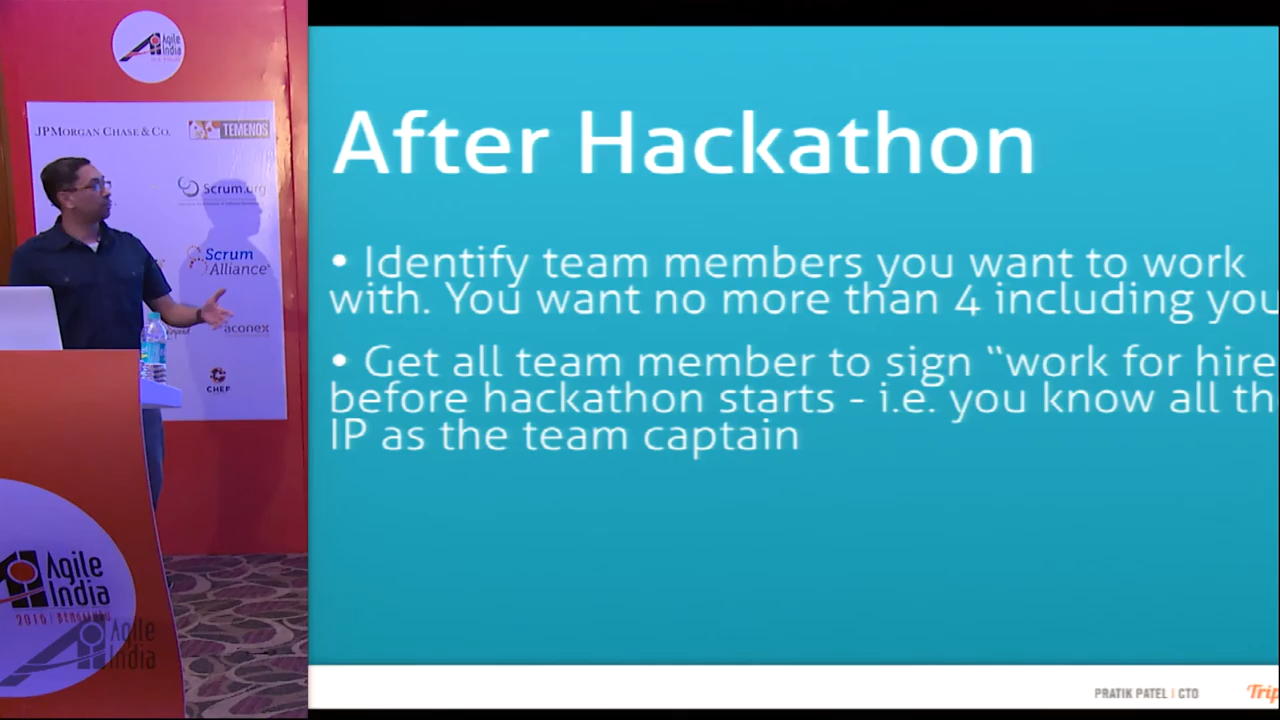 Agile
India
JPMORGAN CHASE & CO.
TEMENOS
Scrum.org
Scrum
Alliance
aconex
CHEF
Agile
India
2016 | BENGALURU
Agile
India
After Hackathon
• Identify team members you want to work
with. You want no more than 4 including you
• Get all team member to sign “work for hire
before hackathon starts - i.e. you know all th
IP as the team captain
PRATIK PATEL | CTO
Trip